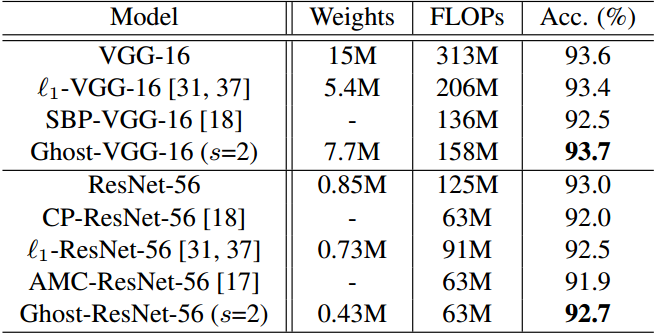 Model Weights FLOPs Acc. (%)
VGG-16 15M 313M 93.6
ℓ₁-VGG-16 [31, 37] 5.4M 206M 93.4
SBP-VGG-16 [18] - 136M 92.5
Ghost-VGG-16 (s=2) 7.7M 158M 93.7
ResNet-56 0.85M 125M 93.0
CP-ResNet-56 [18] - 63M 92.0
ℓ₁-ResNet-56 [31, 37] 0.73M 91M 92.5
AMC-ResNet-56 [17] - 63M 91.9
Ghost-ResNet-56 (s=2) 0.43M 63M 92.7